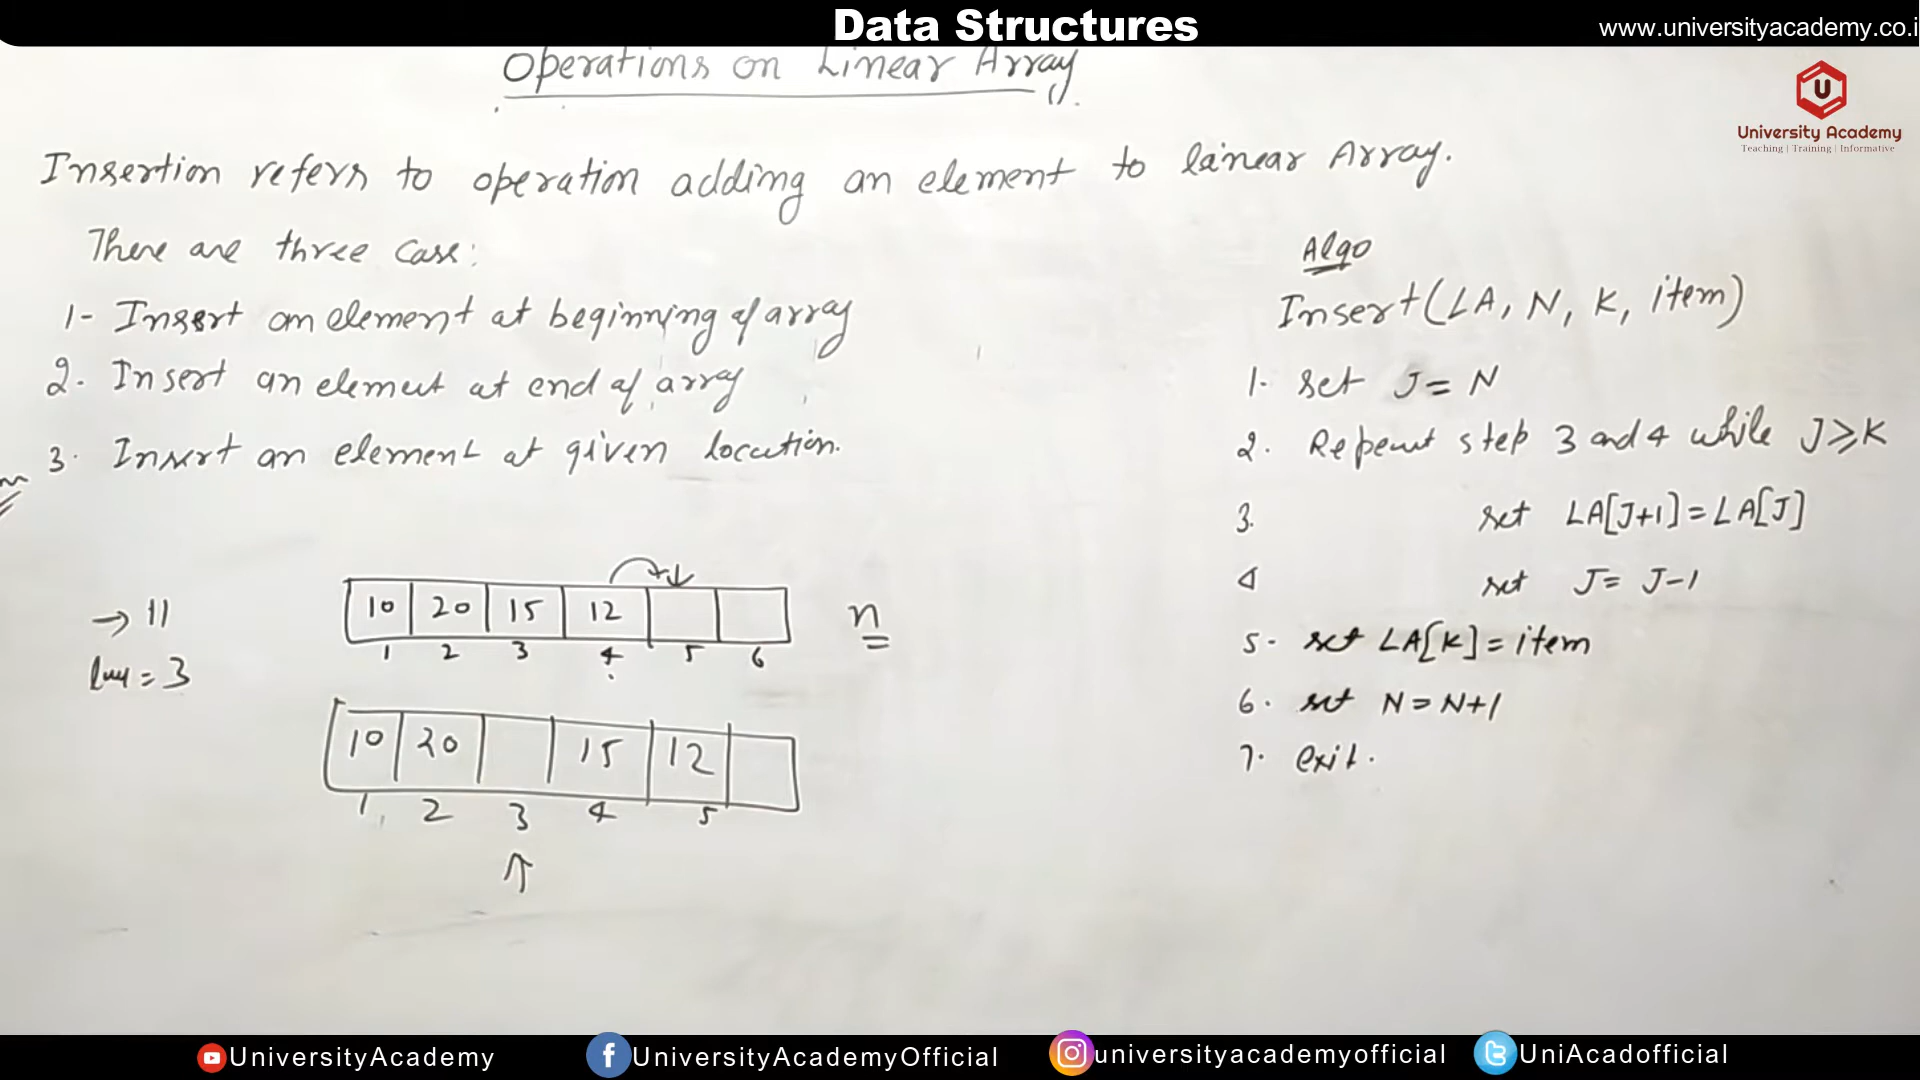 Data Structures
www.universityacademy.co.i
Operations on Linear Array
U
University Academy
Teaching | Training | Informative
Insertion refers to operation adding an element to linear Array.
There are three case:
1- Insert an element at beginning of array
2. Insert an element at end of array
3. Insert an element at given location.
Algo
Insert(LA, N, K, item)
1. set J = N
2. Repeat step 3 and 4 while J ≥ K
3. set LA[J+1] = LA[J]
4 set J = J-1
5- set LA[K] = item
6. set N = N+1
7. exit.
→ 11
= 3
10 20 15 12
n
1 2 3 4 5 6
10 20 15 12
1 2 3 4 5
↑
UniversityAcademy
UniversityAcademyOfficial
universityacademyofficial
UniAcadofficial